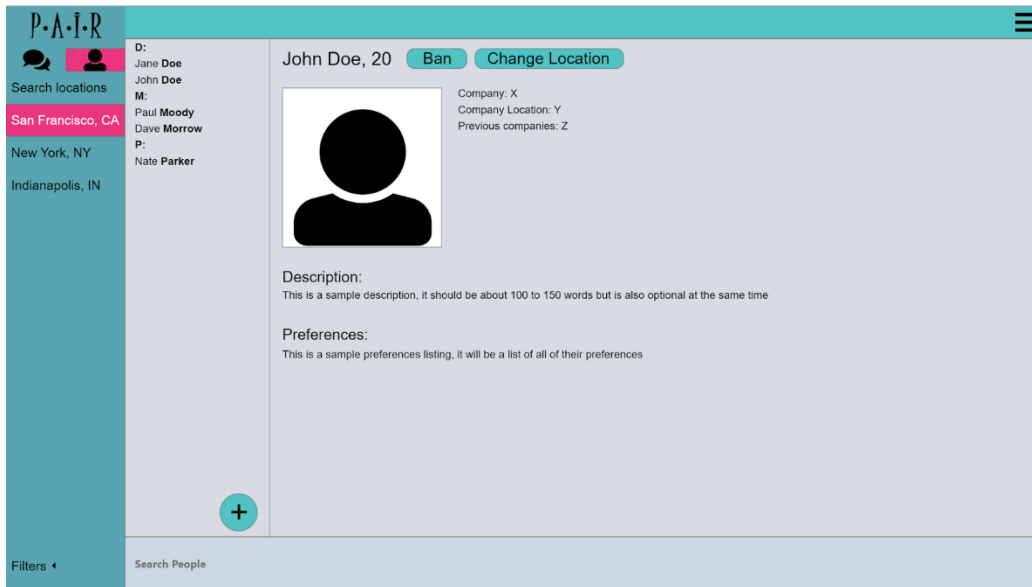 P·A·Ī·R
Search locations
San Francisco, CA
New York, NY
Indianapolis, IN
Filters
D:
Jane Doe
John Doe
M:
Paul Moody
Dave Morrow
P:
Nate Parker
+
Search People
John Doe, 20
Ban
Change Location
Company: X
Company Location: Y
Previous companies: Z
Description:
This is a sample description, it should be about 100 to 150 words but is also optional at the same time
Preferences:
This is a sample preferences listing, it will be a list of all of their preferences